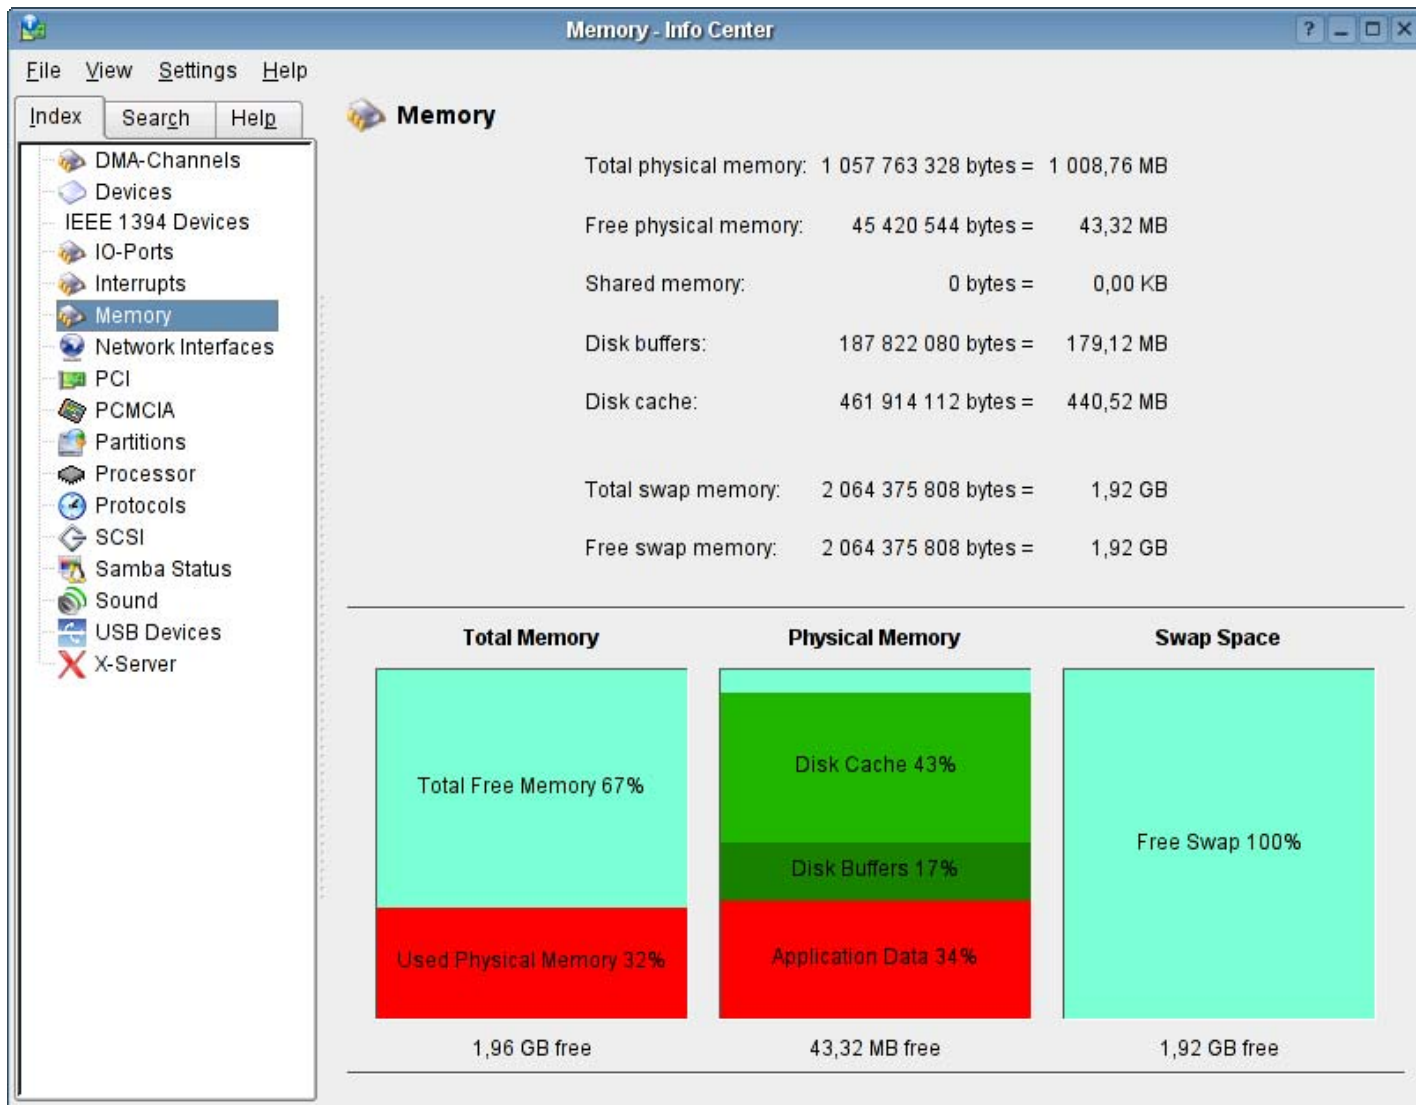 Memory - Info Center
File View Settings Help
Index Search Help
DMA-Channels
Devices
IEEE 1394 Devices
IO-Ports
Interrupts
Memory
Network Interfaces
PCI
PCMCIA
Partitions
Processor
Protocols
SCSI
Samba Status
Sound
USB Devices
X-Server
Memory
Total physical memory: 1 057 763 328 bytes = 1 008,76 MB
Free physical memory: 45 420 544 bytes = 43,32 MB
Shared memory: 0 bytes = 0,00 KB
Disk buffers: 187 822 080 bytes = 179,12 MB
Disk cache: 461 914 112 bytes = 440,52 MB
Total swap memory: 2 064 375 808 bytes = 1,92 GB
Free swap memory: 2 064 375 808 bytes = 1,92 GB
Total Memory
Total Free Memory 67%
Used Physical Memory 32%
1,96 GB free
Physical Memory
Disk Cache 43%
Disk Buffers 17%
Application Data 34%
43,32 MB free
Swap Space
Free Swap 100%
1,92 GB free